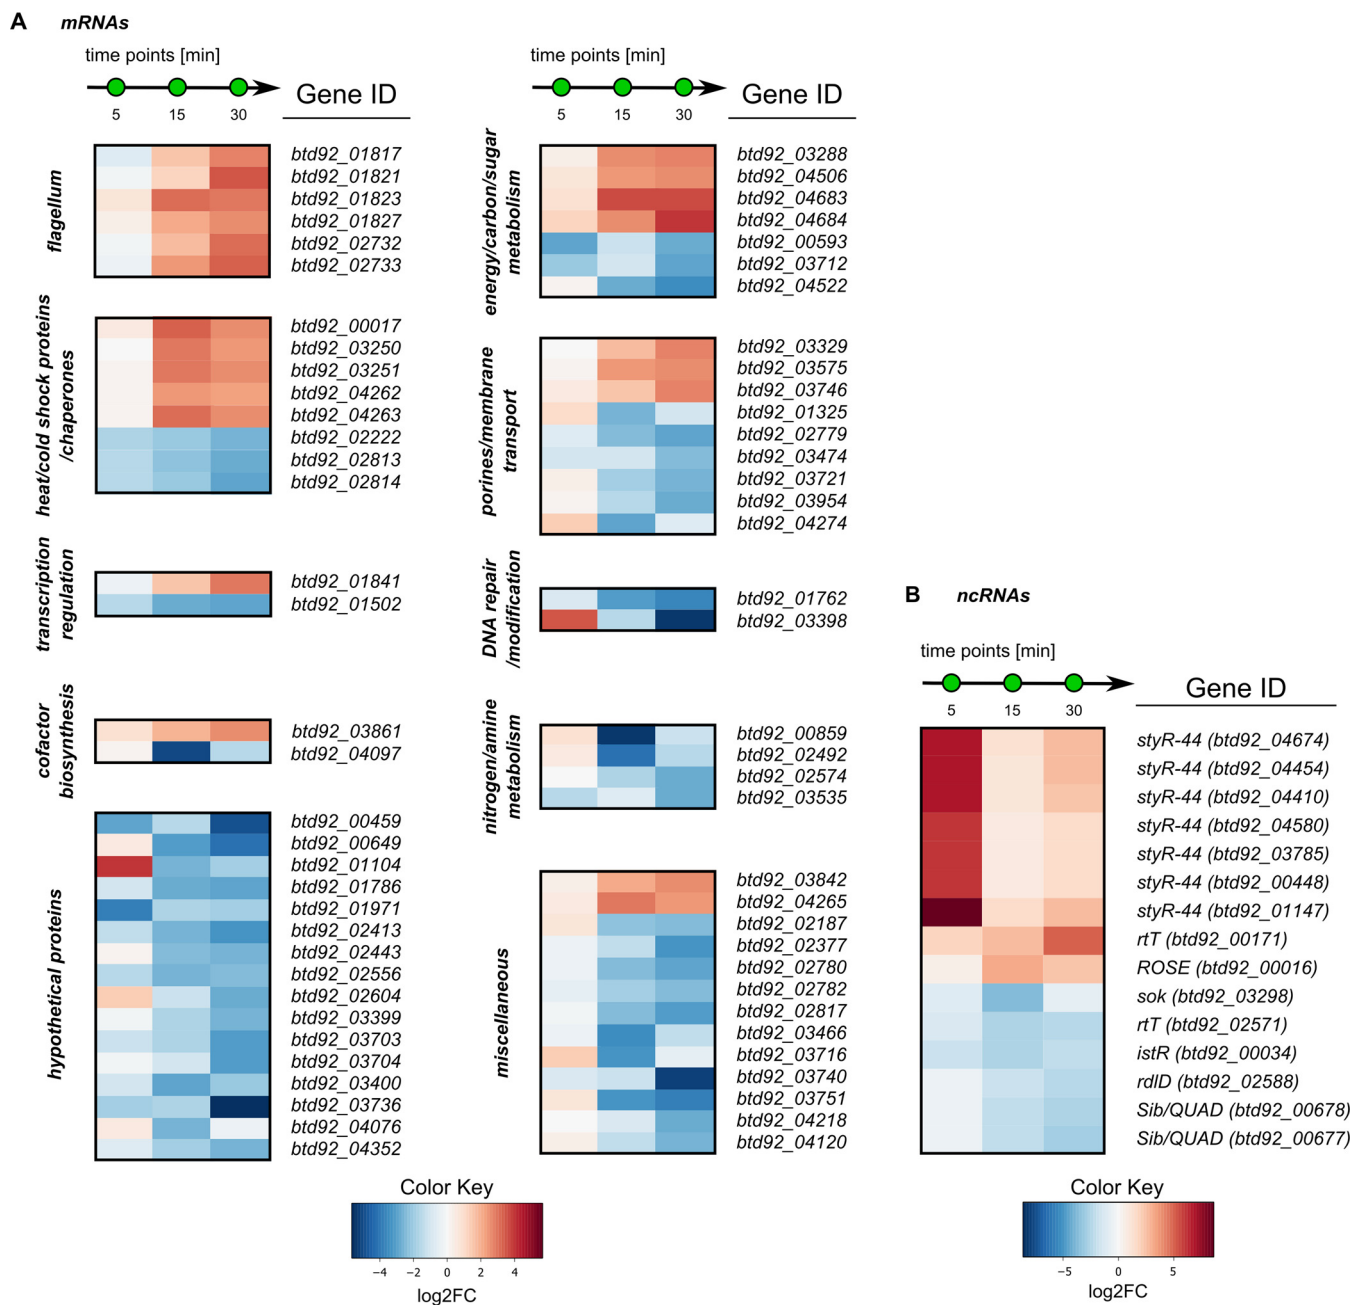 A mRNAs
time points [min]
5 15 30
Gene ID
flagellum
btd92_01817
btd92_01821
btd92_01823
btd92_01827
btd92_02732
btd92_02733
heat/cold shock proteins
/chaperones
btd92_00017
btd92_03250
btd92_03251
btd92_04262
btd92_04263
btd92_02222
btd92_02813
btd92_02814
transcription
regulation
btd92_01841
btd92_01502
cofactor
biosynthesis
btd92_03861
btd92_04097
hypothetical proteins
btd92_00459
btd92_00649
btd92_01104
btd92_01786
btd92_01971
btd92_02413
btd92_02443
btd92_02556
btd92_02604
btd92_03399
btd92_03703
btd92_03704
btd92_03400
btd92_03736
btd92_04076
btd92_04352
time points [min]
5 15 30
Gene ID
energy/carbon/sugar
metabolism
btd92_03288
btd92_04506
btd92_04683
btd92_04684
btd92_00593
btd92_03712
btd92_04522
porines/membrane
transport
btd92_03329
btd92_03575
btd92_03746
btd92_01325
btd92_02779
btd92_03474
btd92_03721
btd92_03954
btd92_04274
DNA repair
/modification
btd92_01762
btd92_03398
nitrogen/amine
metabolism
btd92_00859
btd92_02492
btd92_02574
btd92_03535
miscellaneous
btd92_03842
btd92_04265
btd92_02187
btd92_02377
btd92_02780
btd92_02782
btd92_02817
btd92_03466
btd92_03716
btd92_03740
btd92_03751
btd92_04218
btd92_04120
Color Key
−4 −2 0 2 4
log2FC
B ncRNAs
time points [min]
5 15 30
Gene ID
styR-44 (btd92_04674)
styR-44 (btd92_04454)
styR-44 (btd92_04410)
styR-44 (btd92_04580)
styR-44 (btd92_03785)
styR-44 (btd92_00448)
styR-44 (btd92_01147)
rtT (btd92_00171)
ROSE (btd92_00016)
sok (btd92_03298)
rtT (btd92_02571)
istR (btd92_00034)
rdlD (btd92_02588)
Sib/QUAD (btd92_00678)
Sib/QUAD (btd92_00677)
Color Key
−5 0 5
log2FC